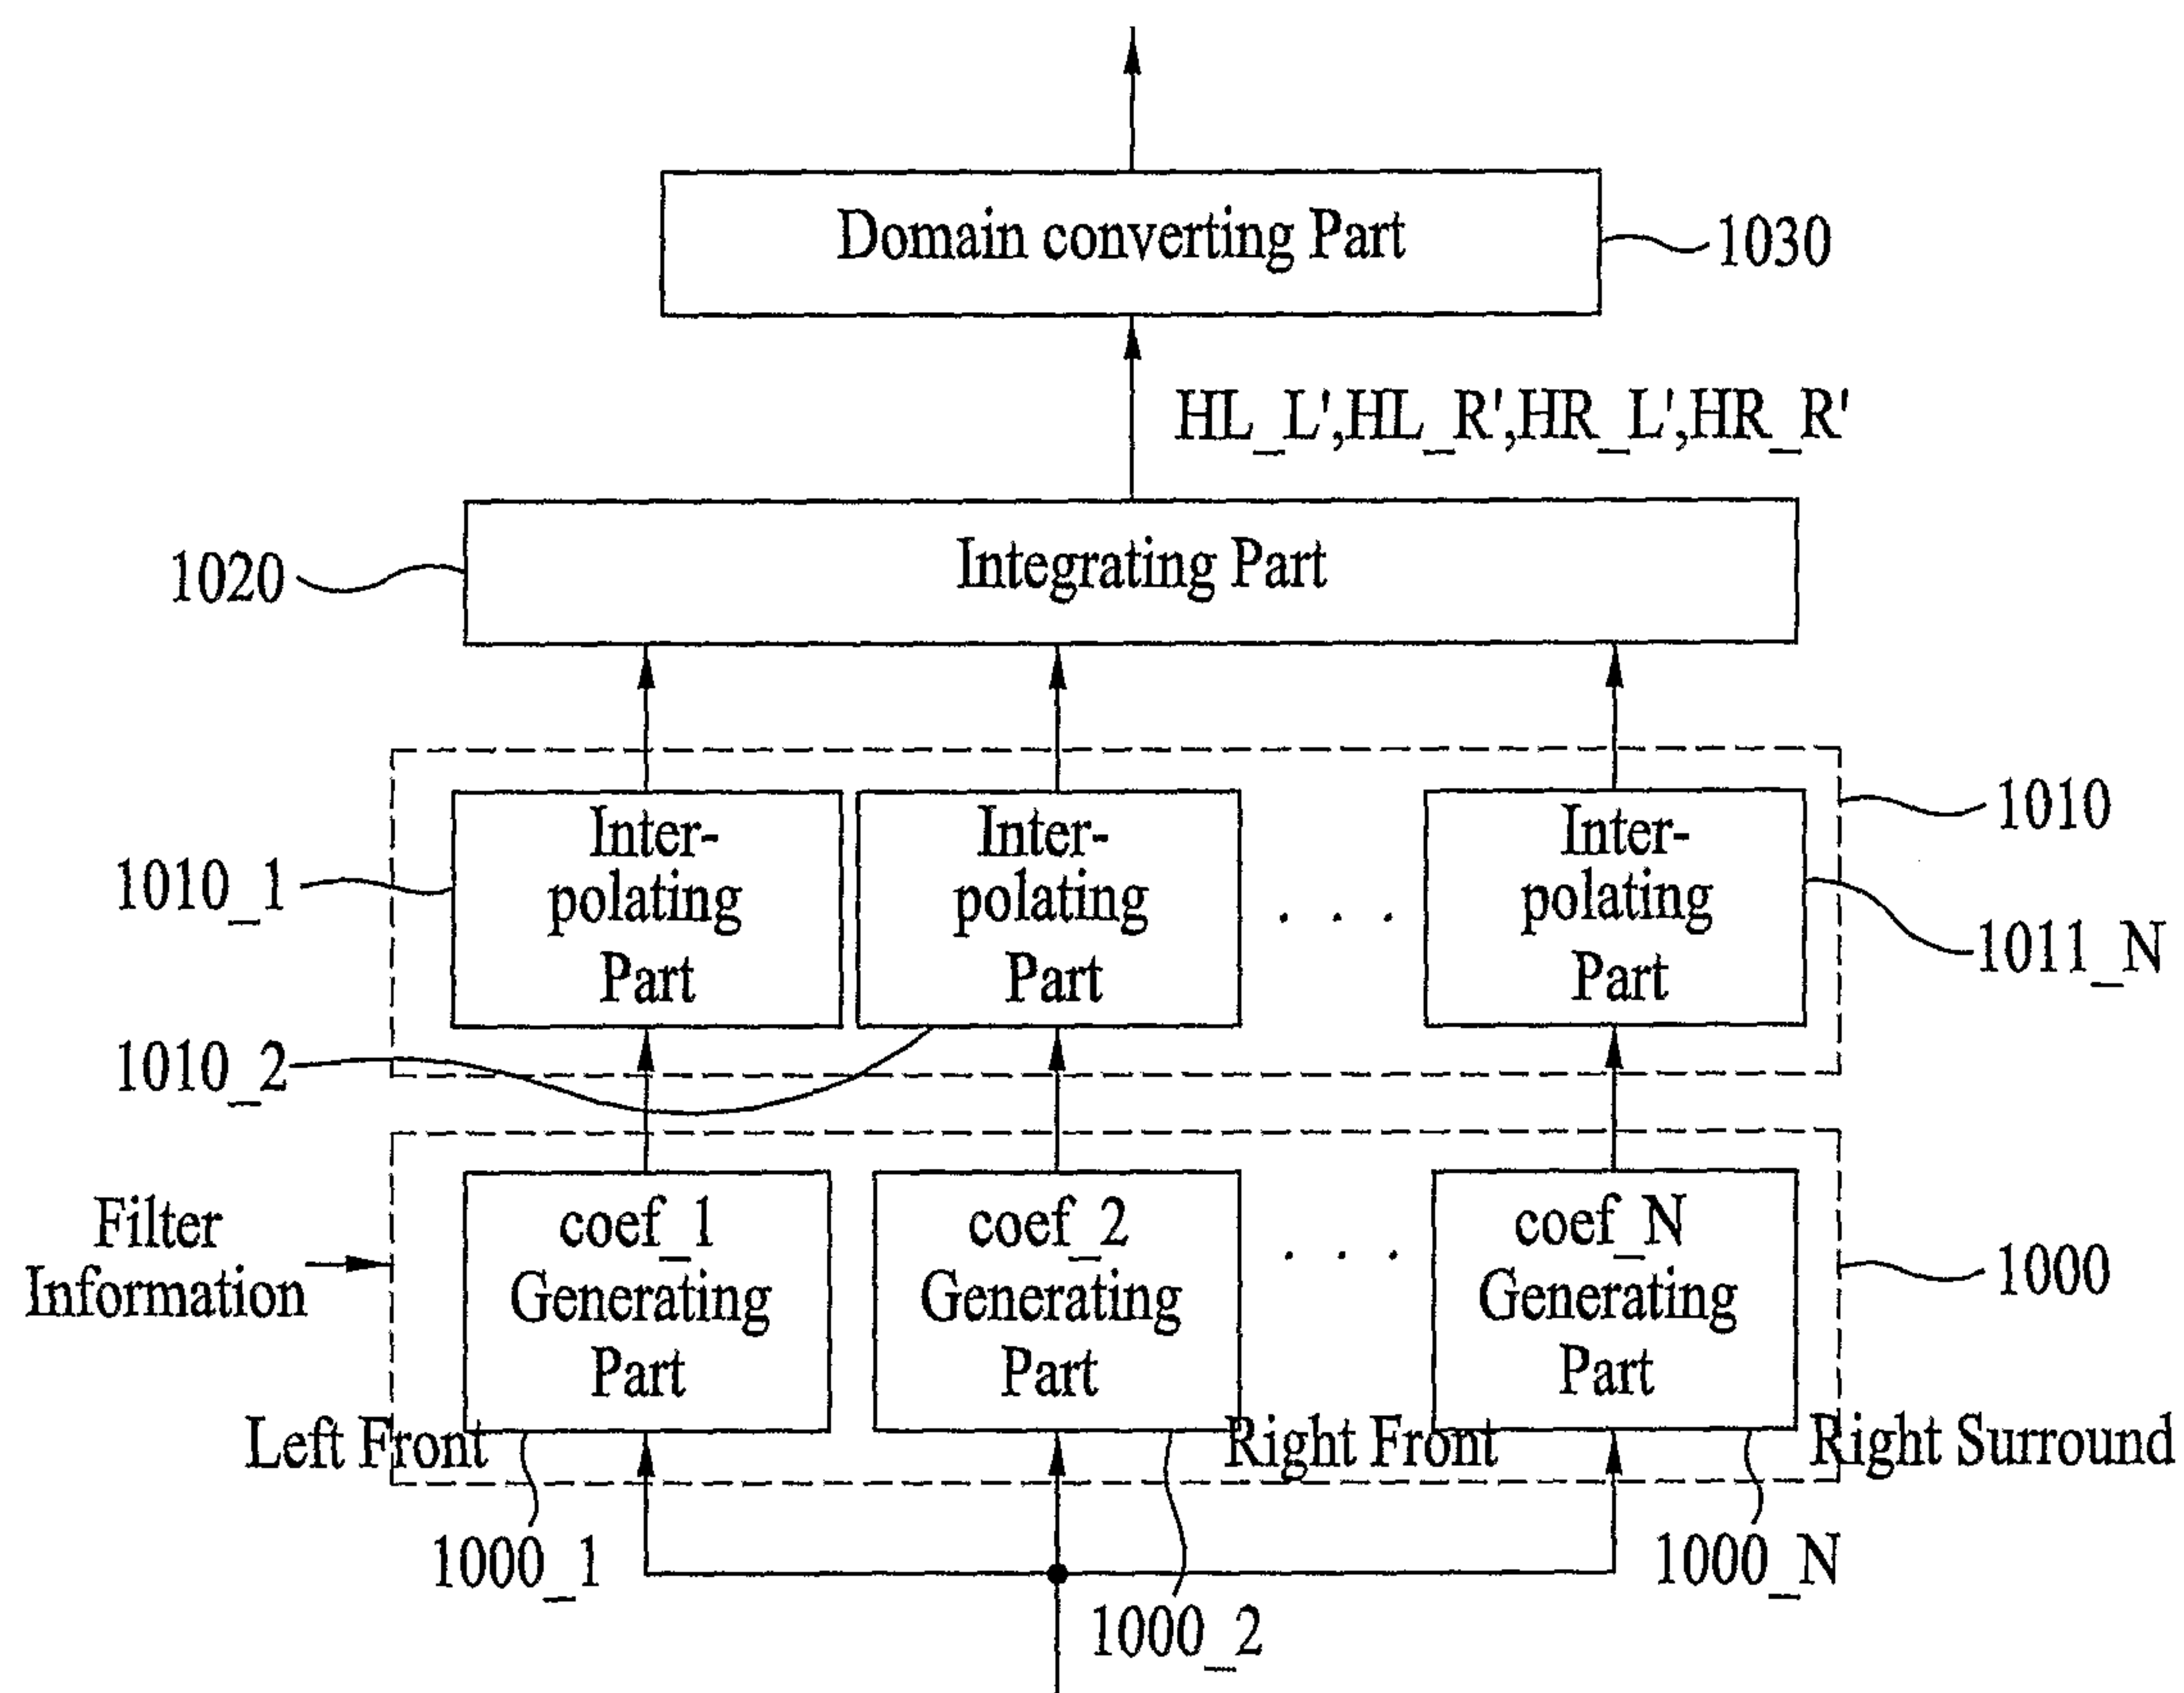 Domain converting Part
1030
HL_L',HL_R',HR_L',HR_R'
1020
Integrating Part
1010
1010_1
Inter-
polating
Part
Inter-
polating
Part
. . .
Inter-
polating
Part
1011_N
1010_2
Filter
Information
coef_1
Generating
Part
coef_2
Generating
Part
. . .
coef_N
Generating
Part
1000
Left Front
Right Front
Right Surround
1000_1
1000_2
1000_N